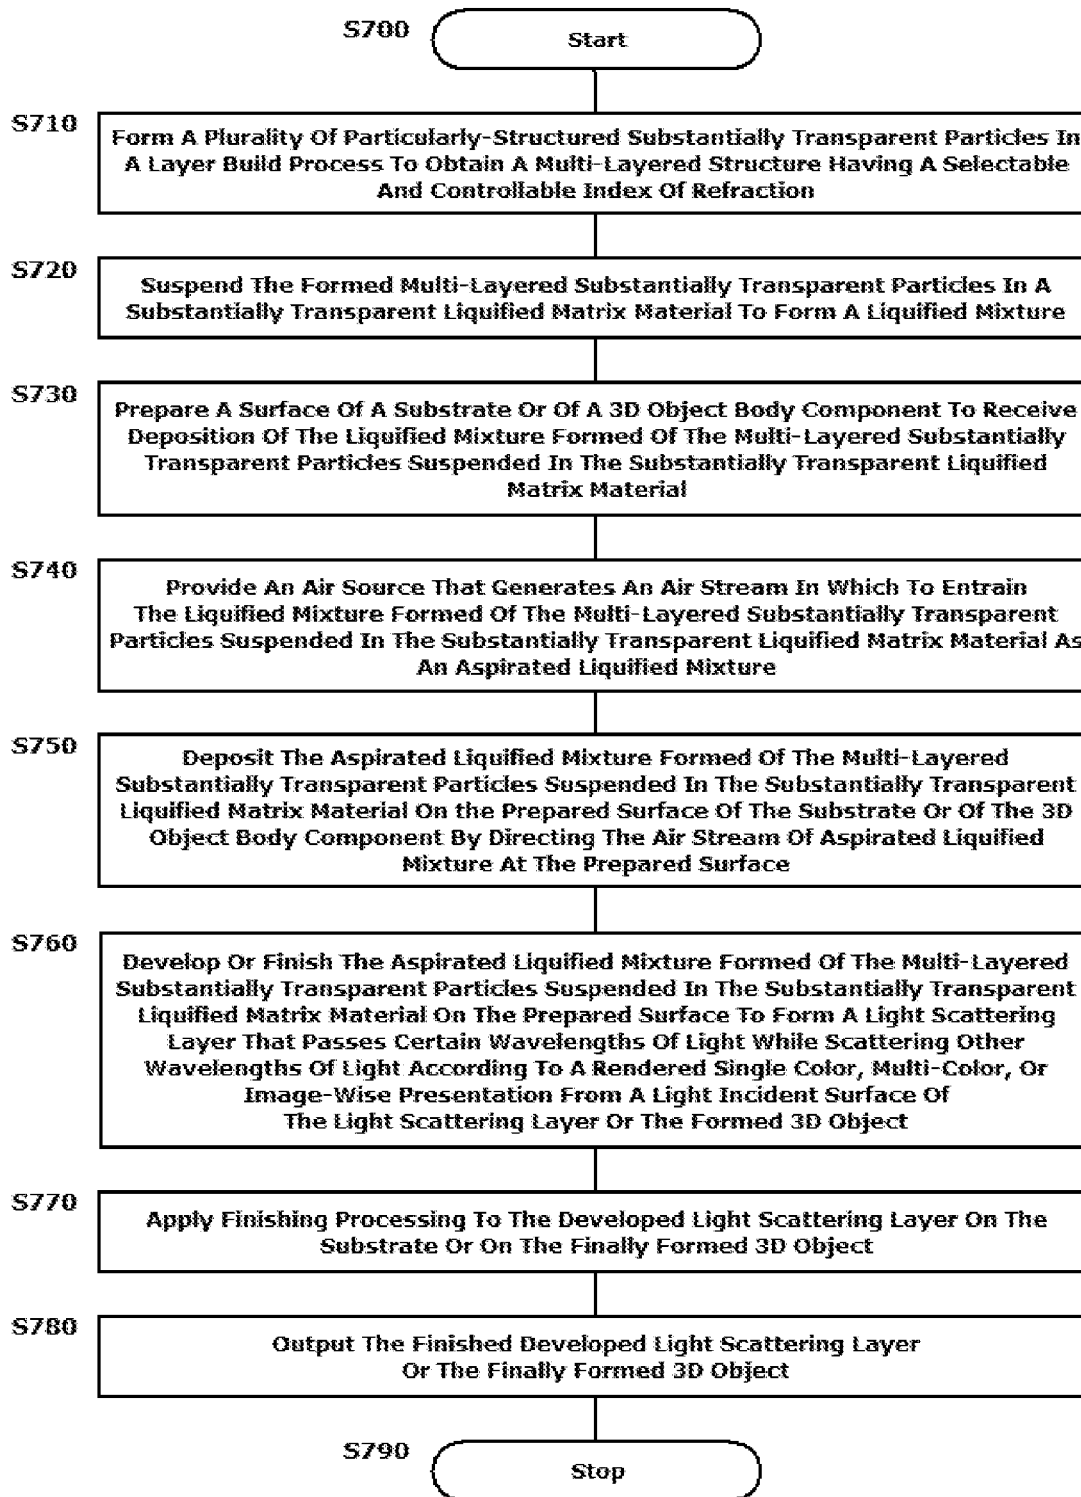 S700
Start
S710
Form A Plurality Of Particularly-Structured Substantially Transparent Particles In
A Layer Build Process To Obtain A Multi-Layered Structure Having A Selectable
And Controllable Index Of Refraction
S720
Suspend The Formed Multi-Layered Substantially Transparent Particles In A
Substantially Transparent Liquified Matrix Material To Form A Liquified Mixture
S730
Prepare A Surface Of A Substrate Or Of A 3D Object Body Component To Receive
Deposition Of The Liquified Mixture Formed Of The Multi-Layered Substantially
Transparent Particles Suspended In The Substantially Transparent Liquified
Matrix Material
S740
Provide An Air Source That Generates An Air Stream In Which To Entrain
The Liquified Mixture Formed Of The Multi-Layered Substantially Transparent
Particles Suspended In The Substantially Transparent Liquified Matrix Material As
An Aspirated Liquified Mixture
S750
Deposit The Aspirated Liquified Mixture Formed Of The Multi-Layered
Substantially Transparent Particles Suspended In The Substantially Transparent
Liquified Matrix Material On the Prepared Surface Of The Substrate Or Of The 3D
Object Body Component By Directing The Air Stream Of Aspirated Liquified
Mixture At The Prepared Surface
S760
Develop Or Finish The Aspirated Liquified Mixture Formed Of The Multi-Layered
Substantially Transparent Particles Suspended In The Substantially Transparent
Liquified Matrix Material On The Prepared Surface To Form A Light Scattering
Layer That Passes Certain Wavelengths Of Light While Scattering Other
Wavelengths Of Light According To A Rendered Single Color, Multi-Color, Or
Image-Wise Presentation From A Light Incident Surface Of
The Light Scattering Layer Or The Formed 3D Object
S770
Apply Finishing Processing To The Developed Light Scattering Layer On The
Substrate Or On The Finally Formed 3D Object
S780
Output The Finished Developed Light Scattering Layer
Or The Finally Formed 3D Object
S790
Stop